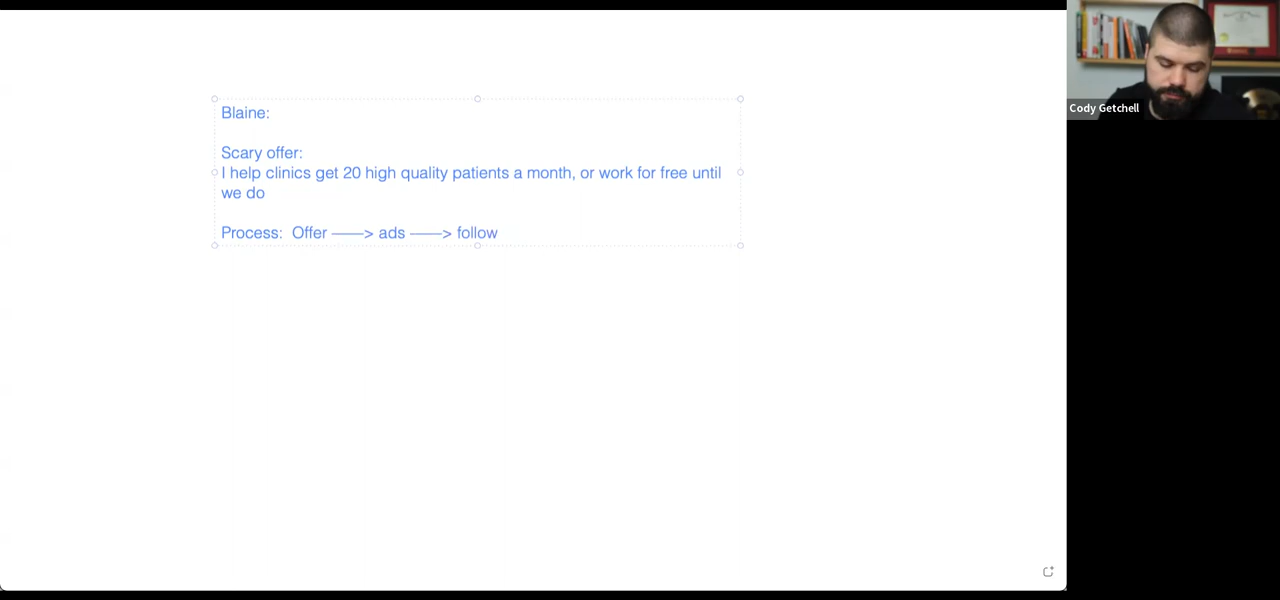 Blaine:
Scary offer:
I help clinics get 20 high quality patients a month, or work for free until
we do
Process:  Offer ——> ads ——> follow
Cody Getchell